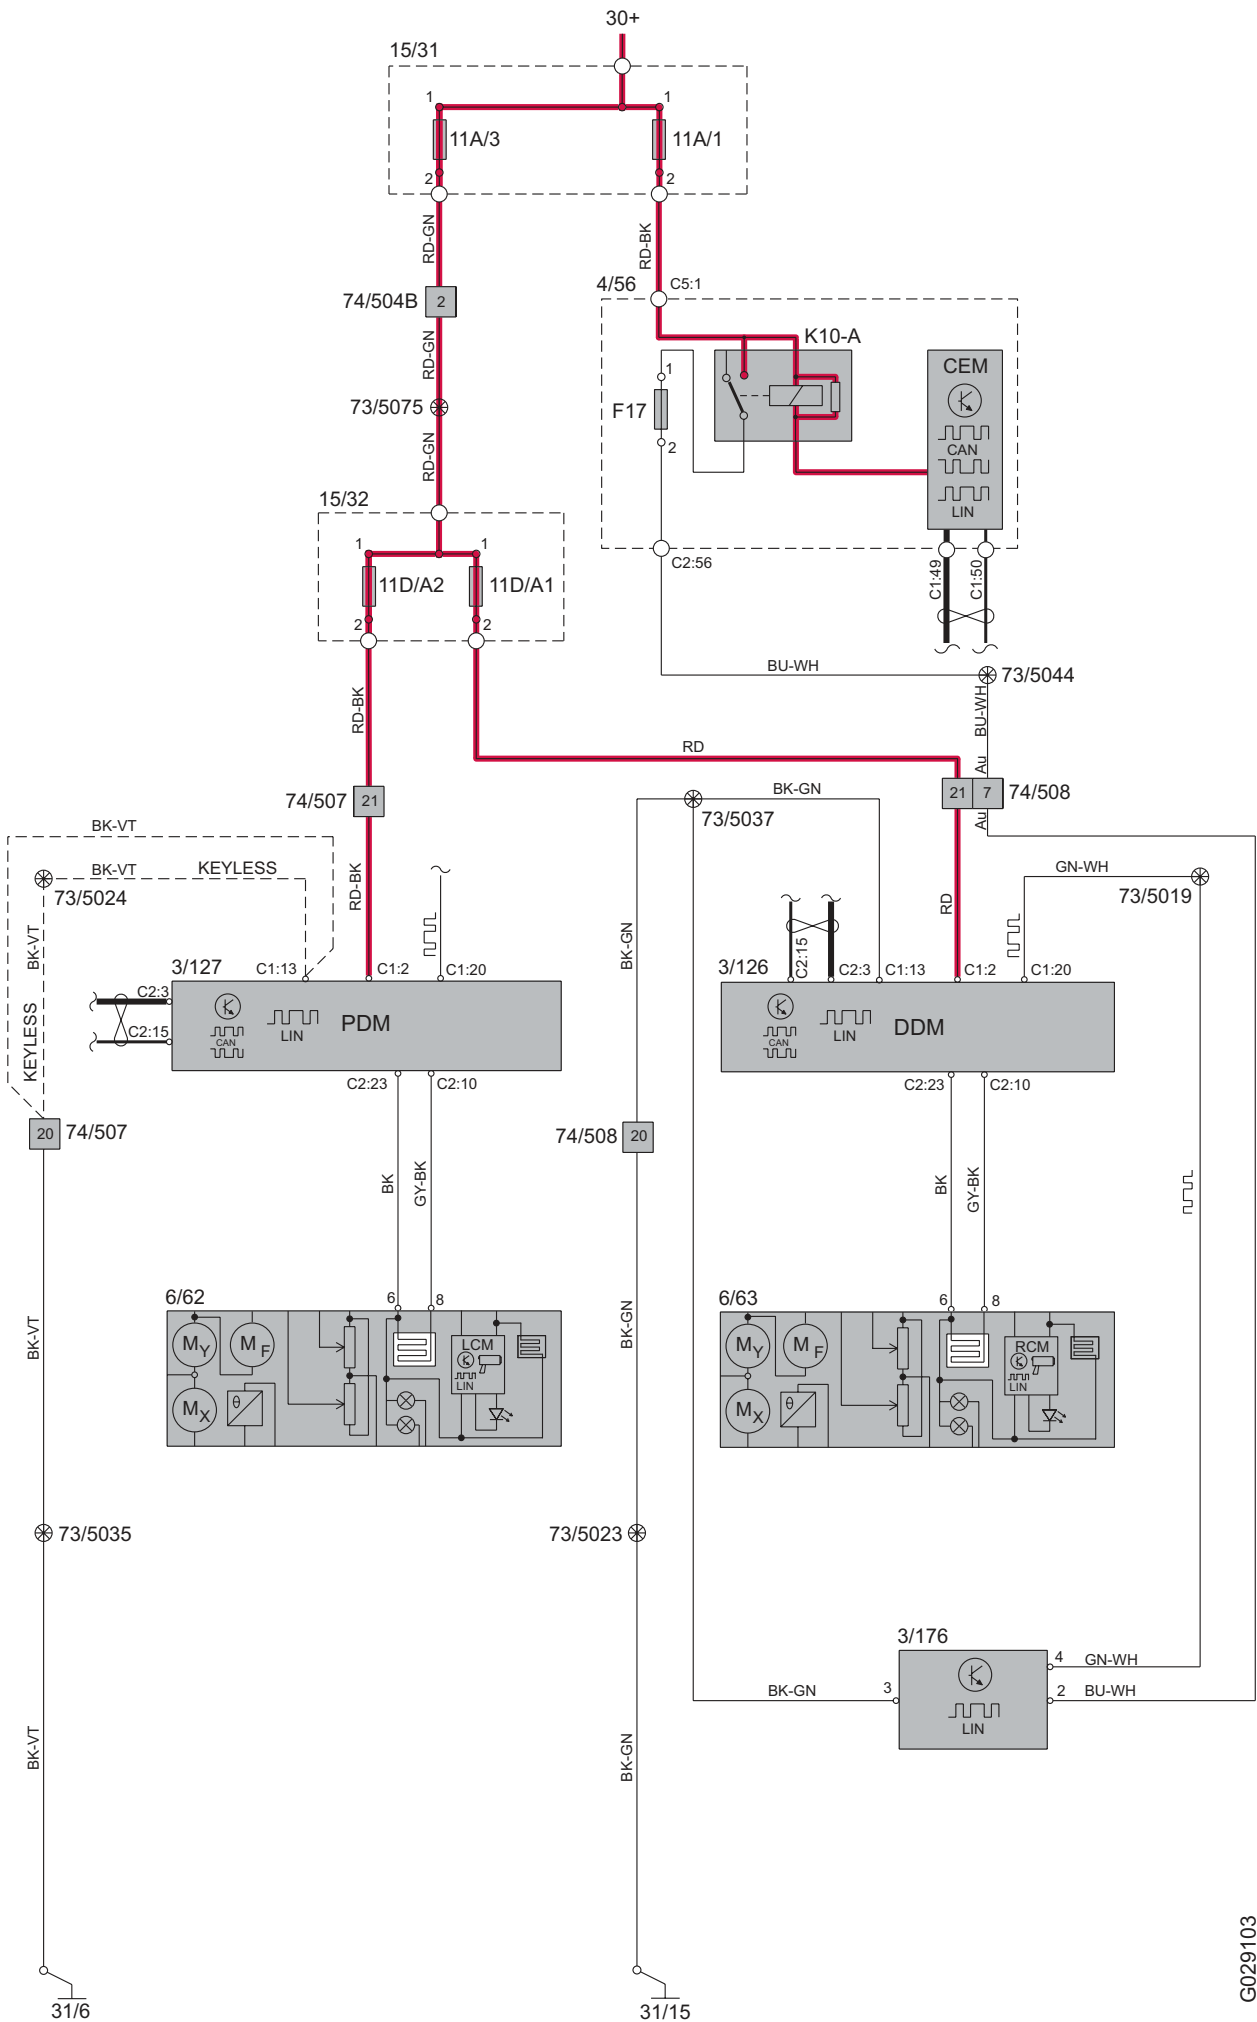 30+
15/31
1
1
11A/3
11A/1
2
2
RD-GN
RD-BK
4/56
C5:1
74/504B
2
K10-A
RD-GN
CEM
1
F17
73/5075
2
CAN
RD-GN
LIN
15/32
1
1
C2:56
11D/A2
11D/A1
C1:49
C1:50
2
2
BU-WH
73/5044
RD-BK
BU-WH
RD
Au
74/507
21
BK-GN
21
7
74/508
73/5037
Au
BK-VT
BK-VT
KEYLESS
GN-WH
73/5024
RD-BK
73/5019
RD
BK-VT
BK-GN
C2:15
3/127
C1:13
C1:2
C1:20
3/126
C2:3
C1:13
C1:2
C1:20
C2:3
PDM
DDM
LIN
LIN
CAN
CAN
C2:15
KEYLESS
C2:23
C2:10
C2:23
C2:10
20
74/507
74/508
20
BK
GY-BK
BK
GY-BK
6/62
6
8
6/63
6
8
BK-VT
BK-GN
MY
MF
LCM
LIN
MX
θ
MY
MF
RCM
LIN
MX
θ
73/5035
73/5023
3/176
4
GN-WH
BK-GN
3
2
BU-WH
LIN
BK-VT
BK-GN
31/6
31/15
G029103